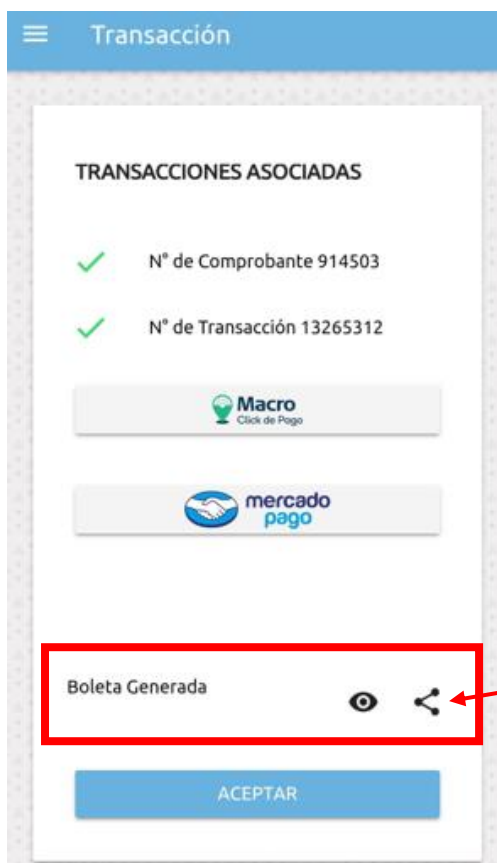 Transacción
TRANSACCIONES ASOCIADAS
N° de Comprobante 914503
N° de Transacción 13265312
Macro
Click de Pago
mercado
pago
Boleta Generada
ACEPTAR